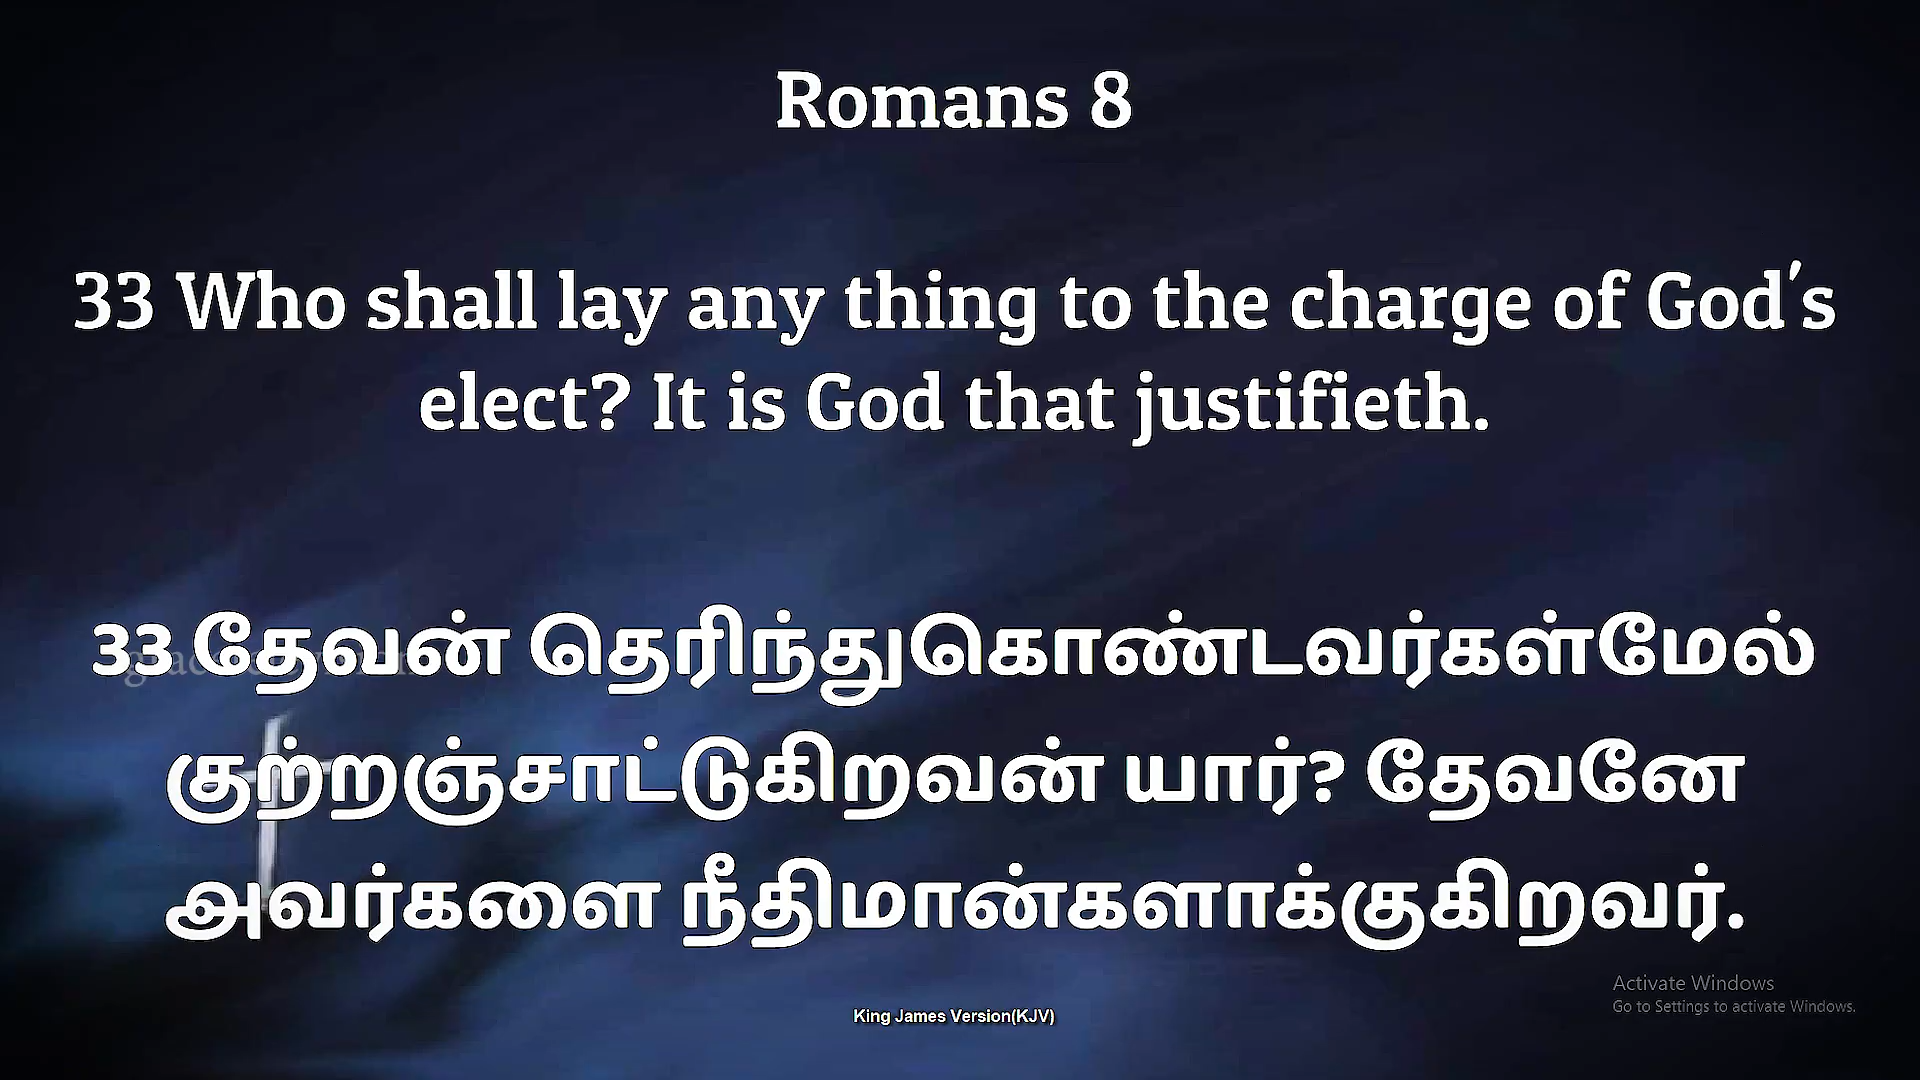 Romans 8
33 Who shall lay any thing to the charge of God's
elect? It is God that justifieth.
33 தேவன் தெரிந்துகொண்டவர்கள்மேல்
குற்றஞ்சாட்டுகிறவன் யார்? தேவனே
அவர்களை நீதிமான்களாக்குகிறவர்.
Activate Windows
Go to Settings to activate Windows.
King James Version(KJV)